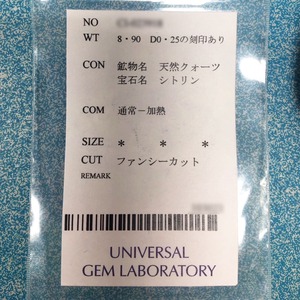 NO
WT 8・90 D0・25の刻印あり
CON 鉱物名 天然クォーツ
宝石名 シトリン
COM 通常－加熱
SIZE * * *
CUT ファンシーカット
REMARK
UNIVERSAL
GEM LABORATORY